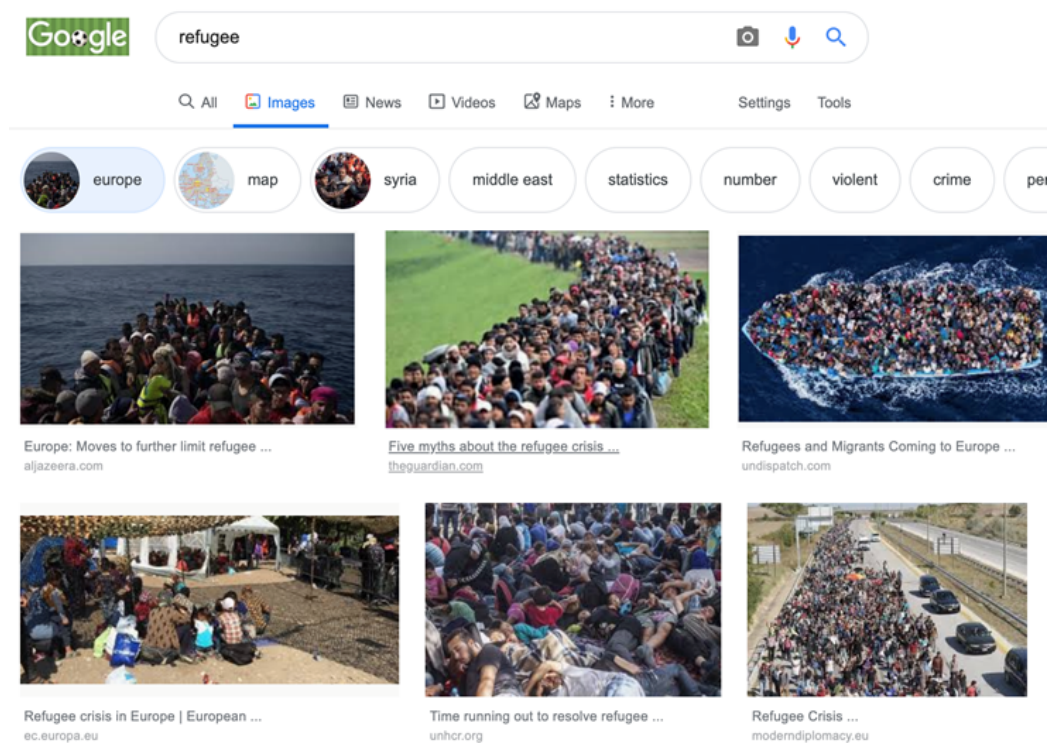 Google
refugee
All Images News Videos Maps More Settings Tools
europe map syria middle east statistics number violent crime per
Europe: Moves to further limit refugee ...
aljazeera.com
Five myths about the refugee crisis ...
theguardian.com
Refugees and Migrants Coming to Europe ...
undispatch.com
Refugee crisis in Europe | European ...
ec.europa.eu
Time running out to resolve refugee ...
unhcr.org
Refugee Crisis ...
moderndiplomacy.eu